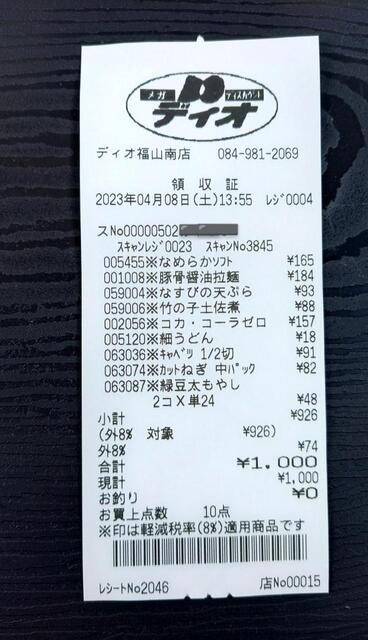 メガ ディスカウント
ディオ
ディオ福山南店 084-981-2069
領 収 証
2023年04月08日(土)13:55 ﾚｼﾞ0004
スNo00000502
ｽｷｬﾝﾚｼﾞ0023 ｽｷｬﾝNo3845
005455※なめらかｿﾌﾄ ¥165
001008※豚骨醤油拉麺 ¥184
059004※なすびの天ぷら ¥93
059006※竹の子土佐煮 ¥88
002056※コカ・コーラゼロ ¥157
005120※細うどん ¥18
063036※ｷｬﾍﾞﾂ 1/2切 ¥91
063074※ｶｯﾄねぎ 中パック ¥82
063087※緑豆太もやし
2コ X 単24 ¥48
小計 ¥926
(外8% 対象 ¥926)
外8% ¥74
合計 ¥1,000
現計 ¥1,000
お釣り ¥0
お買上点数 10点
※印は軽減税率(8%)適用商品です
ﾚｼｰﾄNo2046 店No00015